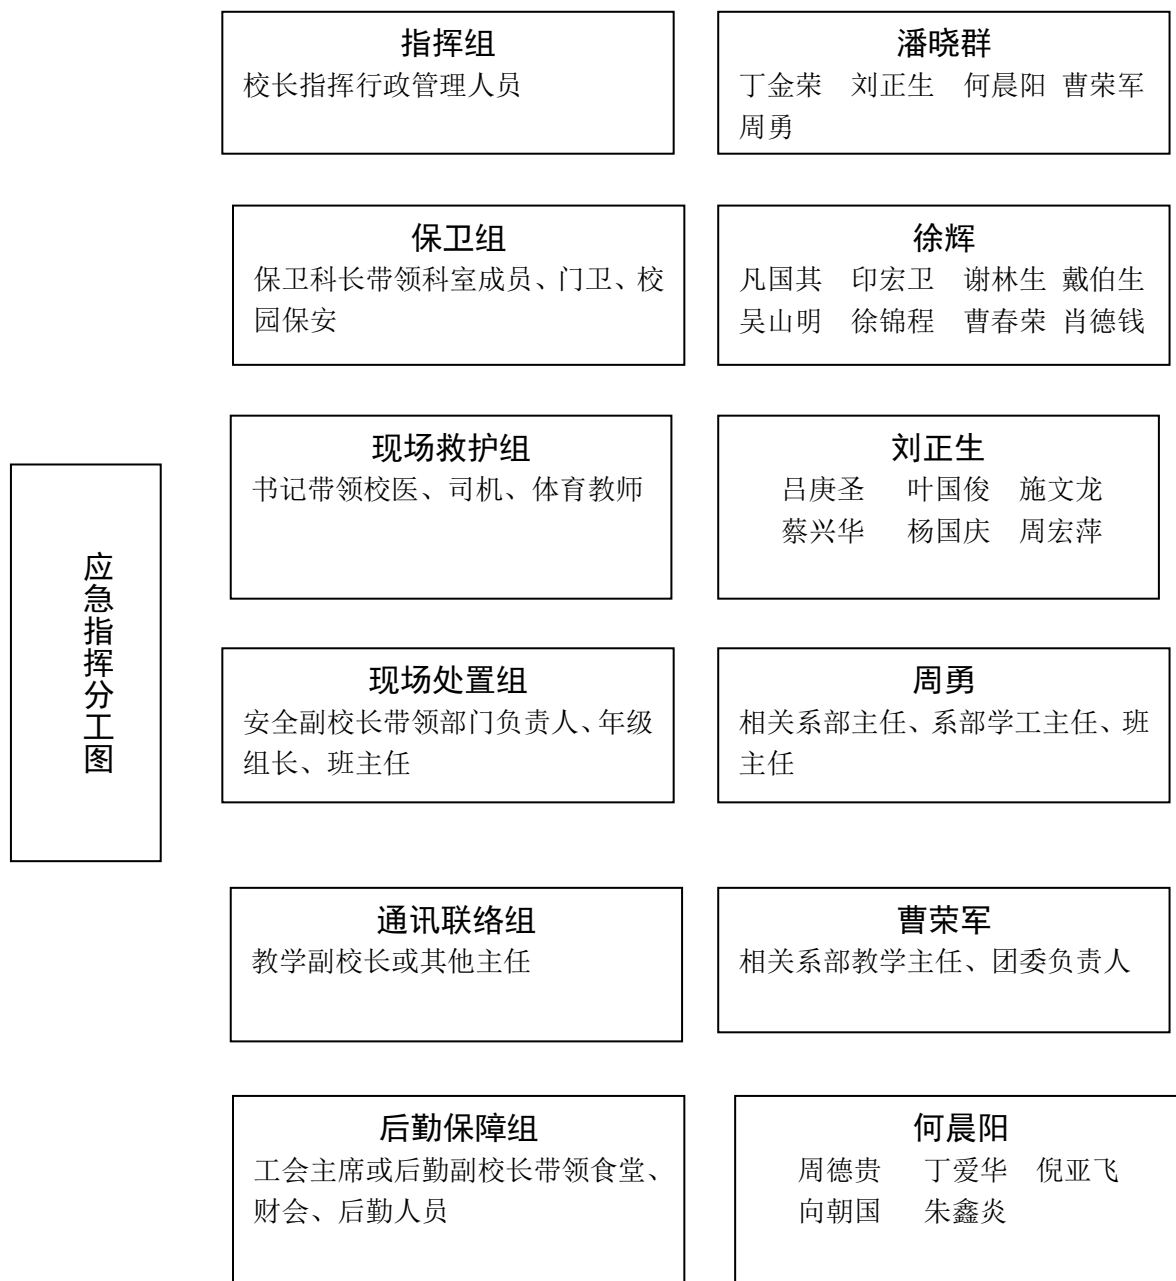 指挥组
校长指挥行政管理人员
潘晓群
丁金荣 刘正生 何晨阳 曹荣军
周勇
保卫组
保卫科长带领科室成员、门卫、校
园保安
徐辉
凡国其 印宏卫 谢林生 戴伯生
吴山明 徐锦程 曹春荣 肖德钱
应急指挥分工图
现场救护组
书记带领校医、司机、体育教师
刘正生
吕庚圣 叶国俊 施文龙
蔡兴华 杨国庆 周宏萍
现场处置组
安全副校长带领部门负责人、年级
组长、班主任
周勇
相关系部主任、系部学工主任、班
主任
通讯联络组
教学副校长或其他主任
曹荣军
相关系部教学主任、团委负责人
后勤保障组
工会主席或后勤副校长带领食堂、
财会、后勤人员
何晨阳
周德贵 丁爱华 倪亚飞
向朝国 朱鑫炎